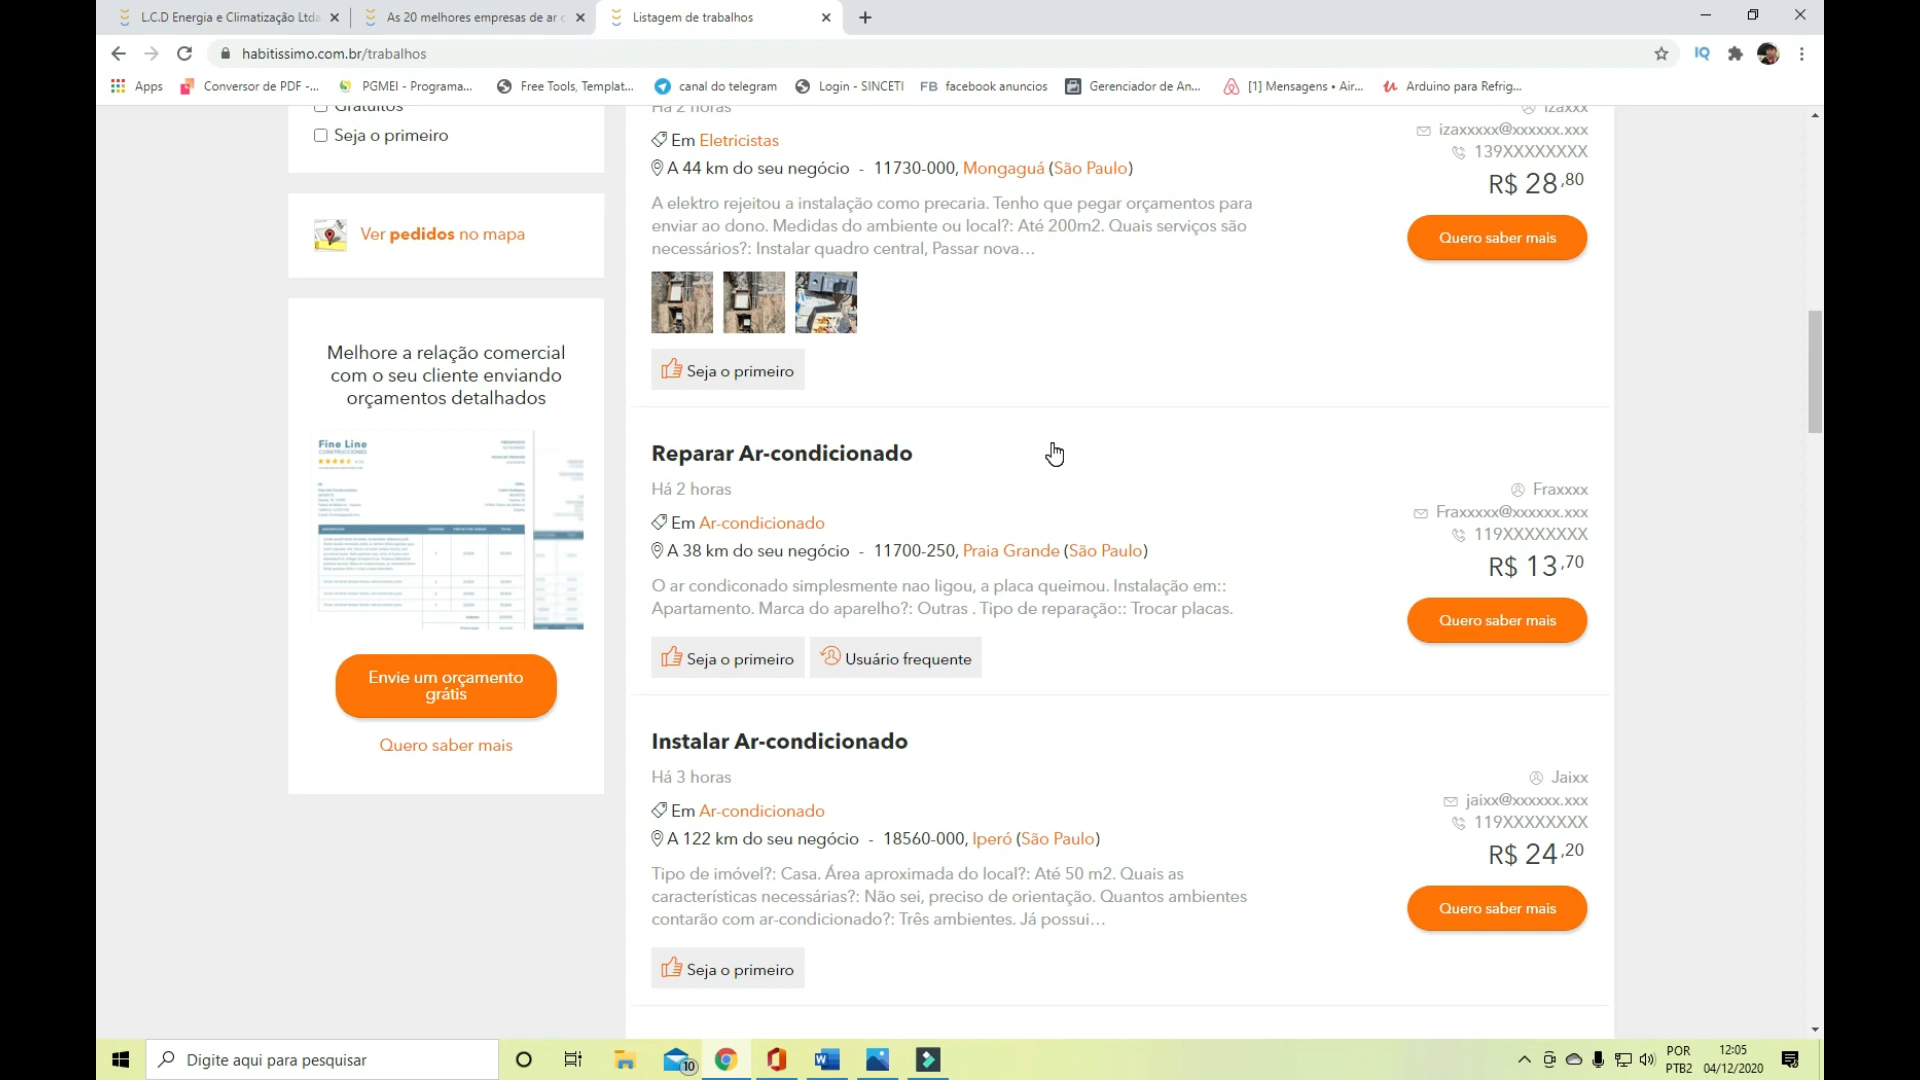 L.C.D Energia e Climatização Ltda
As 20 melhores empresas de ar c
Listagem de trabalhos
habitissimo.com.br/trabalhos
IQ
Apps
Conversor de PDF -...
PGMEI - Programa...
Free Tools, Templat...
canal do telegram
Login - SINCETI
FB facebook anuncios
Gerenciador de An...
[1] Mensagens • Air...
Arduino para Refrig...
Gratuitos
Seja o primeiro
Ver pedidos no mapa
Melhore a relação comercial
com o seu cliente enviando
orçamentos detalhados
Fine Line
Envie um orçamento
grátis
Quero saber mais
Há 2 horas
Em Eletricistas
A 44 km do seu negócio - 11730-000, Mongaguá (São Paulo)
A elektro rejeitou a instalação como precaria. Tenho que pegar orçamentos para
enviar ao dono. Medidas do ambiente ou local?: Até 200m2. Quais serviços são
necessários?: Instalar quadro central, Passar nova…
Seja o primeiro
Izaxxx
izaxxxxx@xxxxxx.xxx
139XXXXXXXX
R$ 28,80
Quero saber mais
Reparar Ar-condicionado
Há 2 horas
Em Ar-condicionado
A 38 km do seu negócio - 11700-250, Praia Grande (São Paulo)
O ar condiconado simplesmente nao ligou, a placa queimou. Instalação em::
Apartamento. Marca do aparelho?: Outras . Tipo de reparação:: Trocar placas.
Seja o primeiro
Usuário frequente
Fraxxxx
Fraxxxxx@xxxxxx.xxx
119XXXXXXXX
R$ 13,70
Quero saber mais
Instalar Ar-condicionado
Há 3 horas
Em Ar-condicionado
A 122 km do seu negócio - 18560-000, Iperó (São Paulo)
Tipo de imóvel?: Casa. Área aproximada do local?: Até 50 m2. Quais as
características necessárias?: Não sei, preciso de orientação. Quantos ambientes
contarão com ar-condicionado?: Três ambientes. Já possui…
Seja o primeiro
Jaixx
jaixx@xxxxxx.xxx
119XXXXXXXX
R$ 24,20
Quero saber mais
Digite aqui para pesquisar
10
POR
PTB2
12:05
04/12/2020